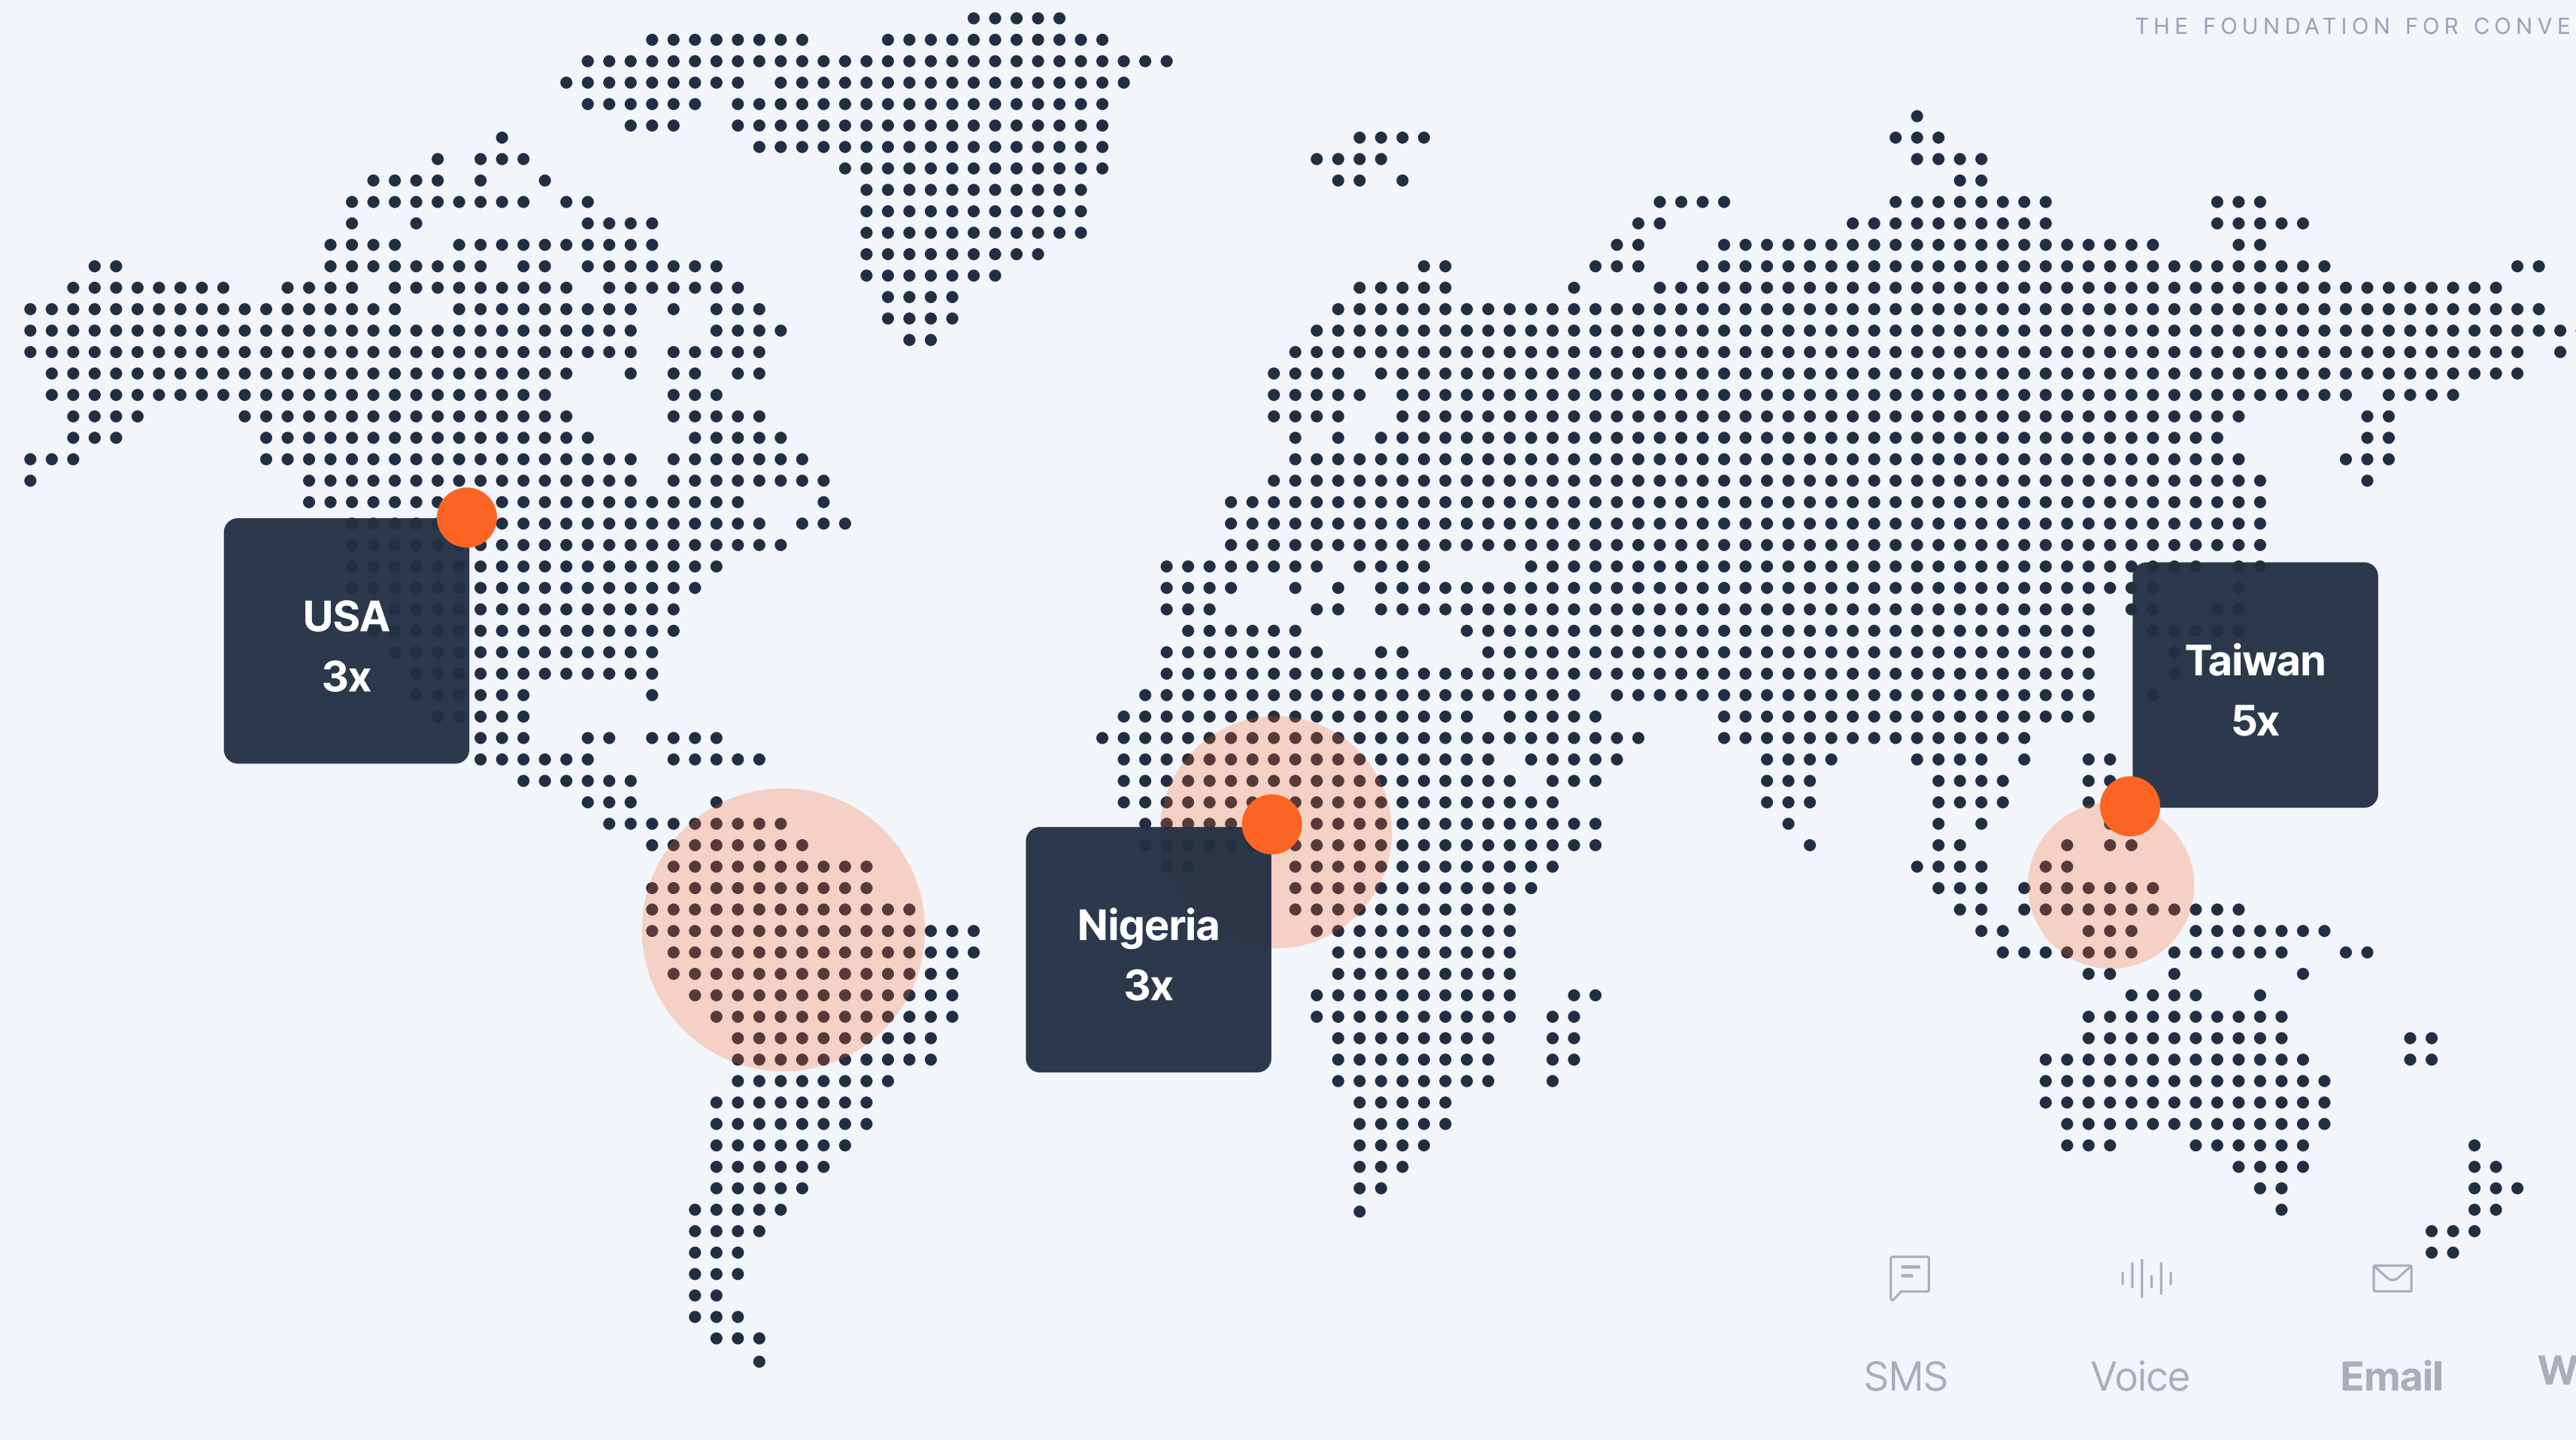 THE FOUNDATION FOR CONVE
USA
3x
Taiwan
5x
Nigeria
3x
SMS
Voice
Email
W